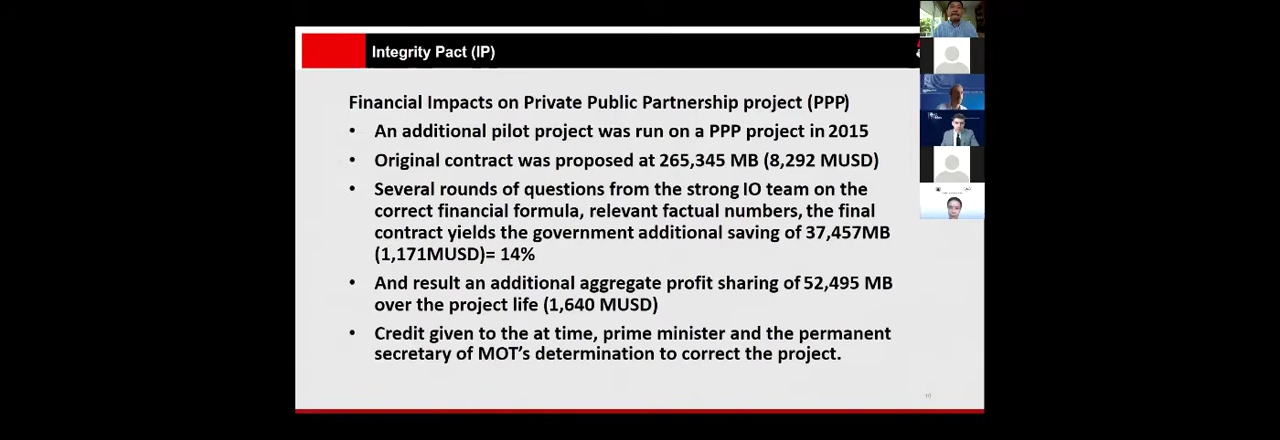 Integrity Pact (IP)
Financial Impacts on Private Public Partnership project (PPP)
• An additional pilot project was run on a PPP project in 2015
• Original contract was proposed at 265,345 MB (8,292 MUSD)
• Several rounds of questions from the strong IO team on the
correct financial formula, relevant factual numbers, the final
contract yields the government additional saving of 37,457MB
(1,171MUSD)= 14%
• And result an additional aggregate profit sharing of 52,495 MB
over the project life (1,640 MUSD)
• Credit given to the at time, prime minister and the permanent
secretary of MOT's determination to correct the project.